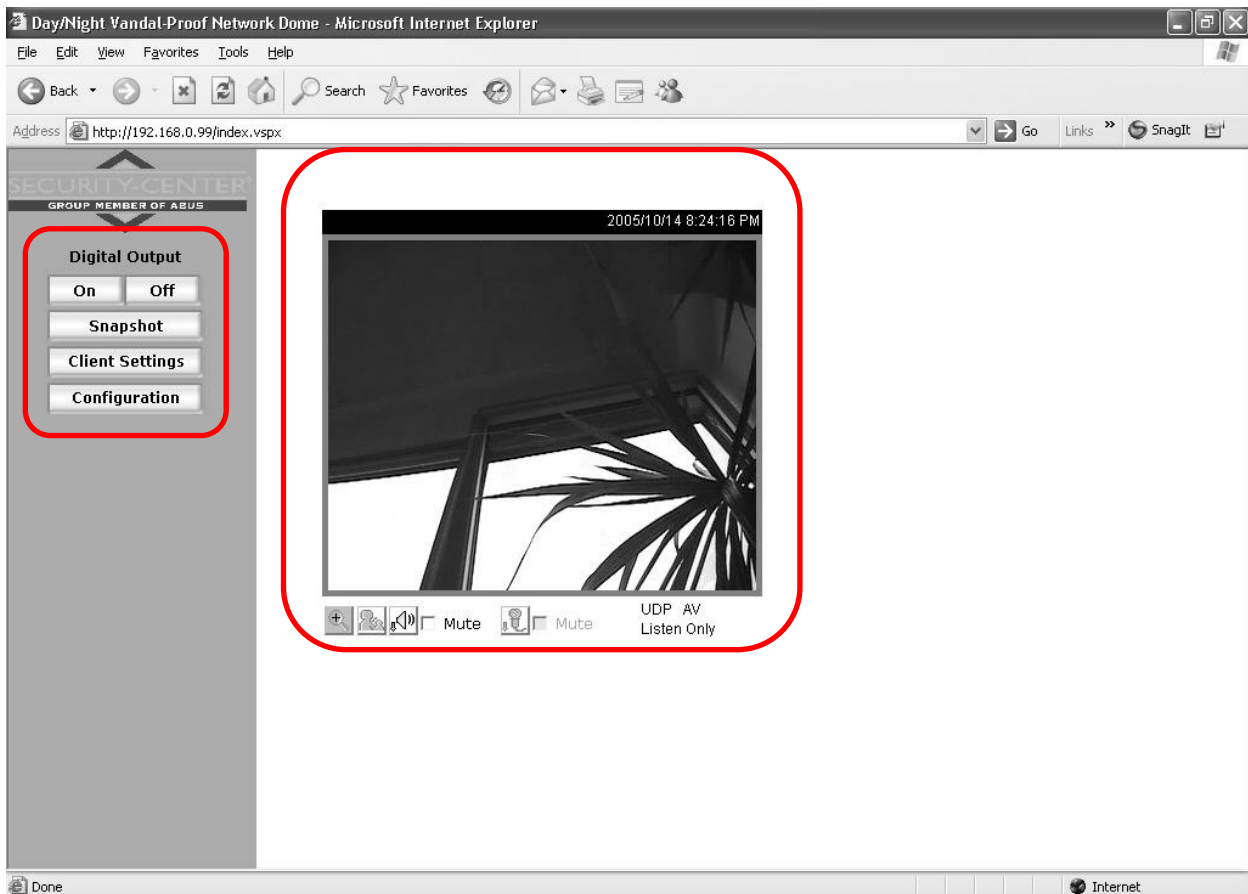 Day/Night Vandal-Proof Network Dome - Microsoft Internet Explorer
File Edit View Favorites Tools Help
Back Search Favorites
Address http://192.168.0.99/index.vspx Go Links » SnagIt
SECURITY-CENTER®
GROUP MEMBER OF ABUS
2005/10/14 8:24:16 PM
Digital Output
On Off
Snapshot
Client Settings
Configuration
Mute Mute UDP AV
Listen Only
Done Internet